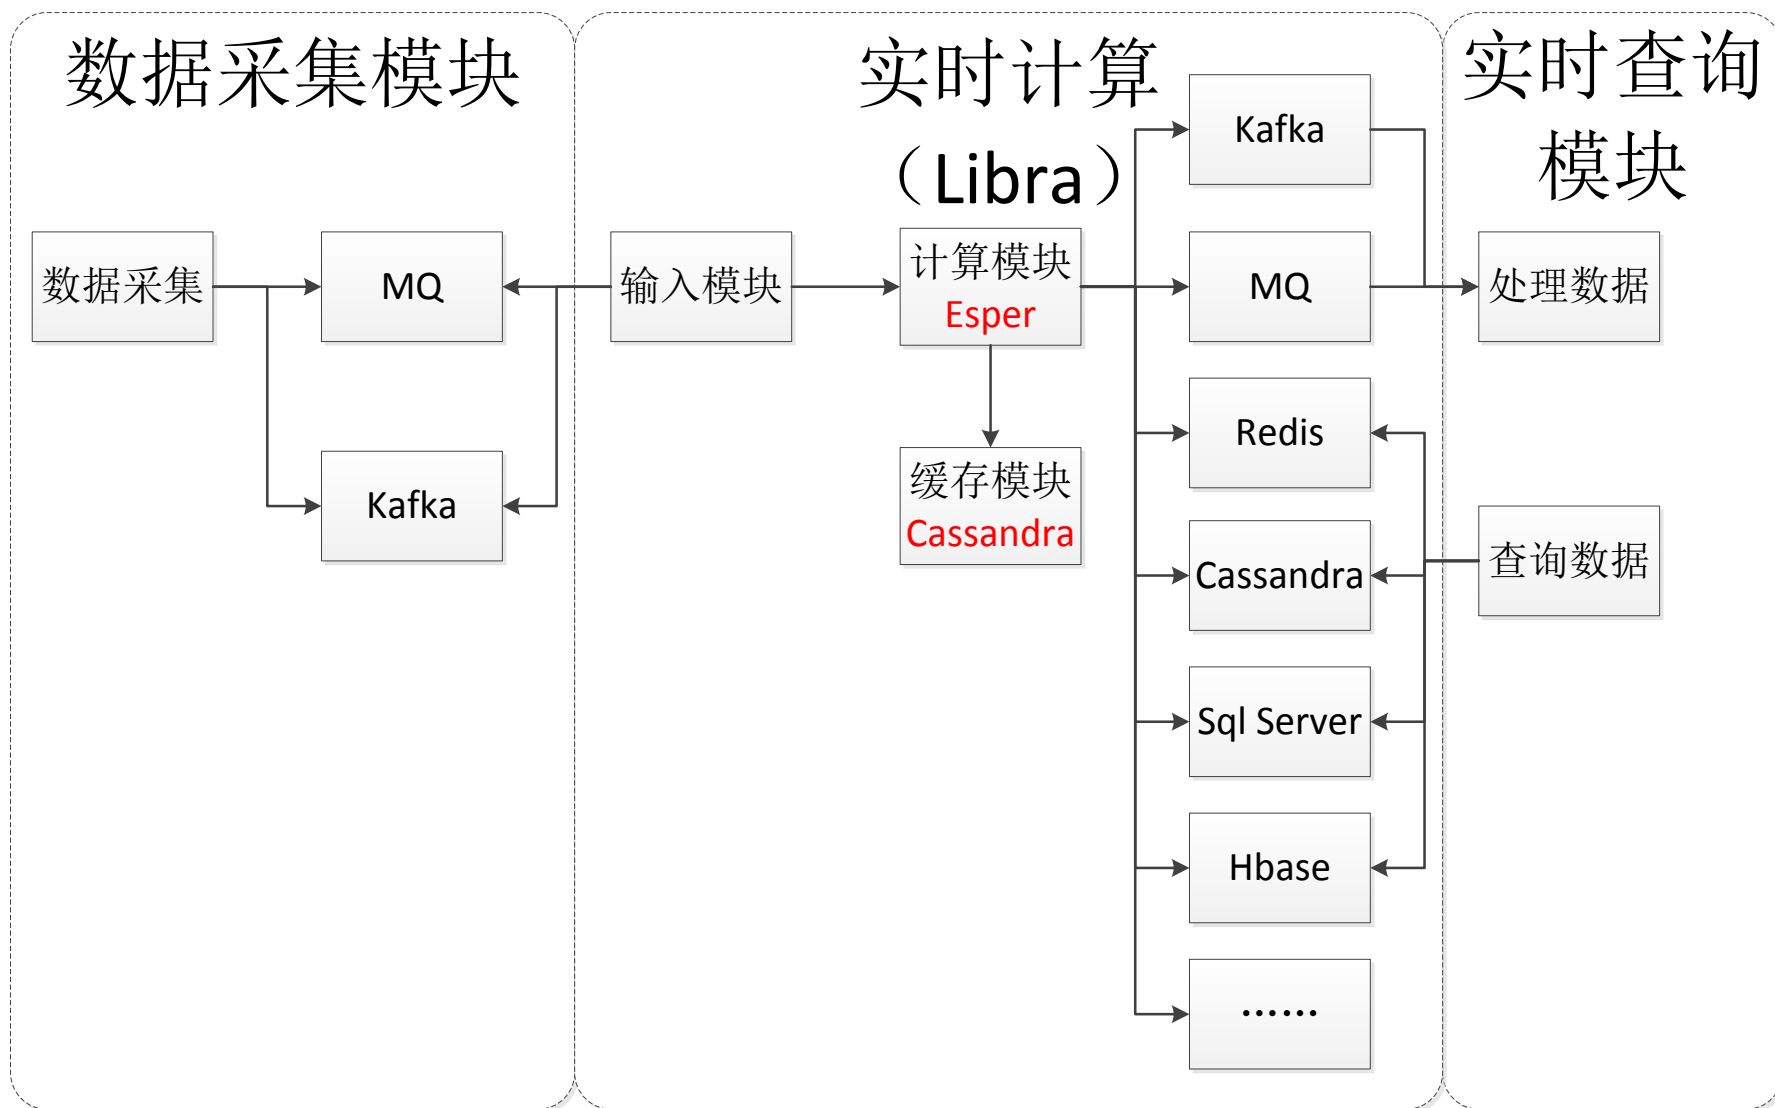 数据采集模块
实时计算
（Libra）
实时查询
模块
数据采集
MQ
Kafka
输入模块
计算模块
Esper
缓存模块
Cassandra
Kafka
MQ
Redis
Cassandra
Sql Server
Hbase
……
处理数据
查询数据